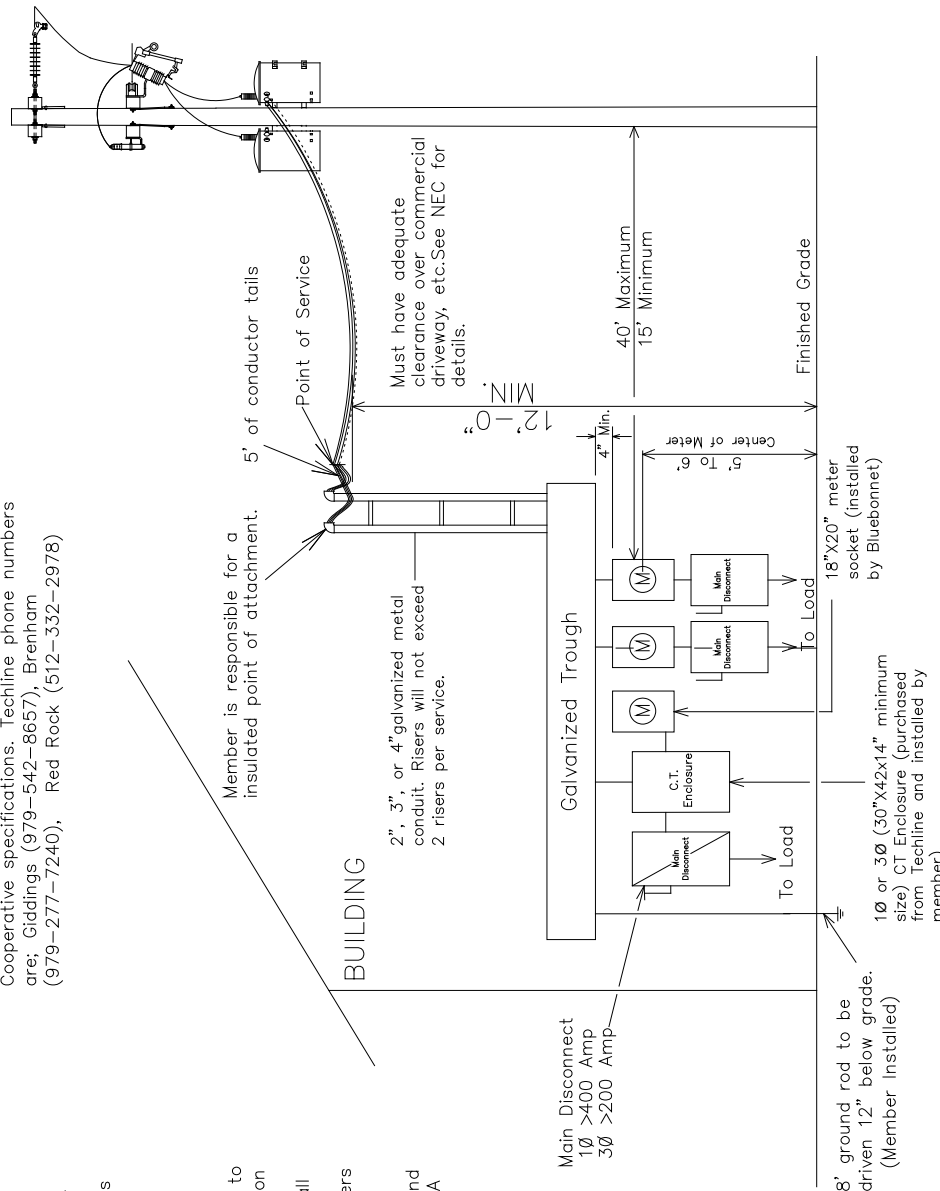 Cooperative specifications. Techline phone numbers
are; Giddings (979-542-8657), Brenham
(979-277-7240), Red Rock (512-332-2978)
s
to
on
all
ers
nd
A
Member is responsible for a
insulated point of attachment.
5' of conductor tails
Point of Service
BUILDING
2", 3", or 4" galvanized metal
conduit. Risers will not exceed
2 risers per service.
Must have adequate
clearance over commercial
driveway, etc.See NEC for
details.
12'-0"
MIN.
40' Maximum
15' Minimum
4" Min.
5' To 6'
Center of Meter
Finished Grade
Galvanized Trough
Main
Disconnect
C.T.
Enclosure
M
M
M
Main
Disconnect
Main
Disconnect
To Load
To Load
Main Disconnect
1Ø >400 Amp
3Ø >200 Amp
8' ground rod to be
driven 12" below grade.
(Member Installed)
1Ø or 3Ø (30"X42x14" minimum
size) CT Enclosure (purchased
from Techline and installed by
member)
18"X20" meter
socket (installed
by Bluebonnet)